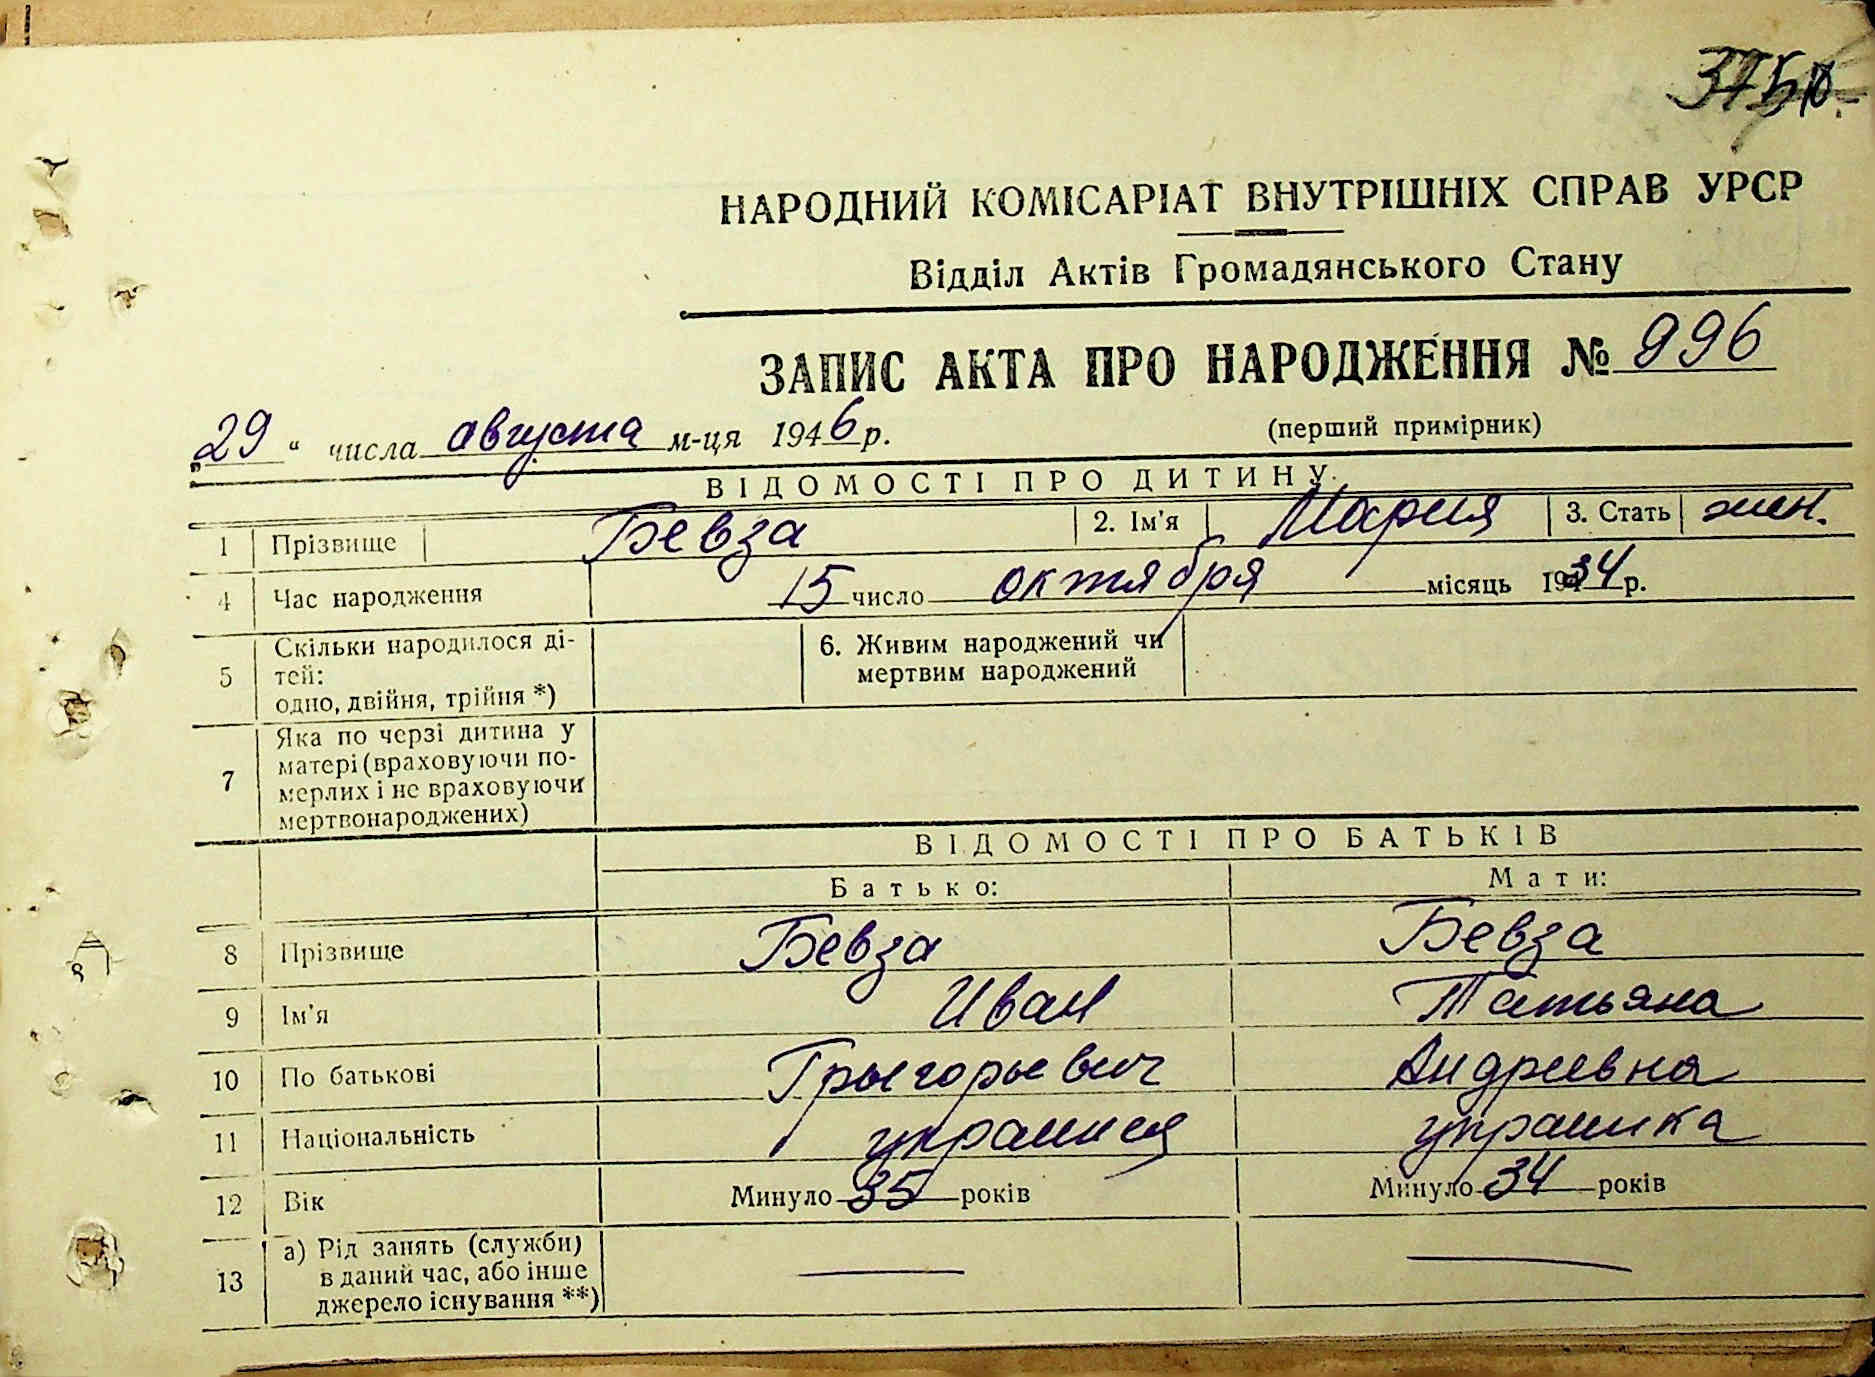 НАРОДНИЙ КОМІСАРІАТ ВНУТРІШНІХ СПРАВ УРСР
Відділ Актів Громадянського Стану
ЗАПИС АКТА ПРО НАРОДЖЕННЯ № 996
„29“ числа августа м-ця 1946 р. (перший примірник)
ВІДОМОСТІ ПРО ДИТИНУ
1 Прізвище Бевза 2. Ім'я Мария 3. Стать жен.
4 Час народження 15 число октября місяць 1934 р.
5 Скільки народилося ді-
тей:
одно, двійня, трійня *)
6. Живим народжений чи
мертвим народжений
7 Яка по черзі дитина у
матері (враховуючи по-
мерлих і не враховуючи
мертвонароджених)
ВІДОМОСТІ ПРО БАТЬКІВ
Батько: Мати:
8 Прізвище Бевза Бевза
9 Ім'я Иван Татьяна
10 По батькові Григорьевич Андреевна
11 Національність украинец украинка
12 Вік Минуло 35 років Минуло 34 років
13 а) Рід занять (служби)
в даний час, або інше
джерело існування **)